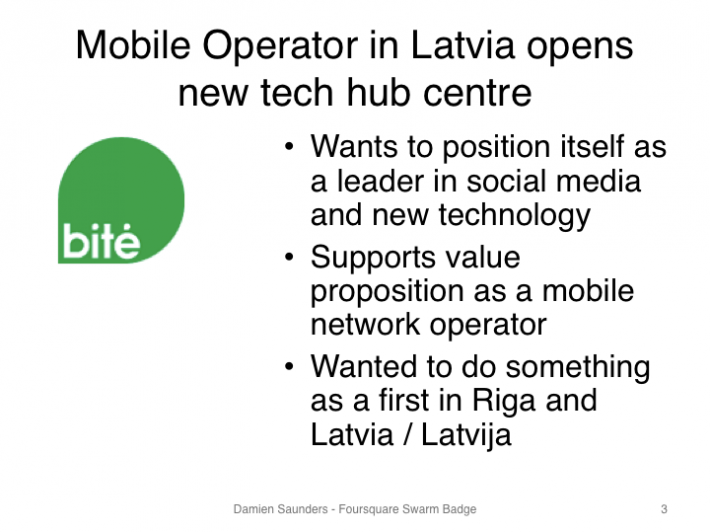 Mobile Operator in Latvia opens
new tech hub centre
bitė
• Wants to position itself as
a leader in social media
and new technology
• Supports value
proposition as a mobile
network operator
• Wanted to do something
as a first in Riga and
Latvia / Latvija
Damien Saunders - Foursquare Swarm Badge
3